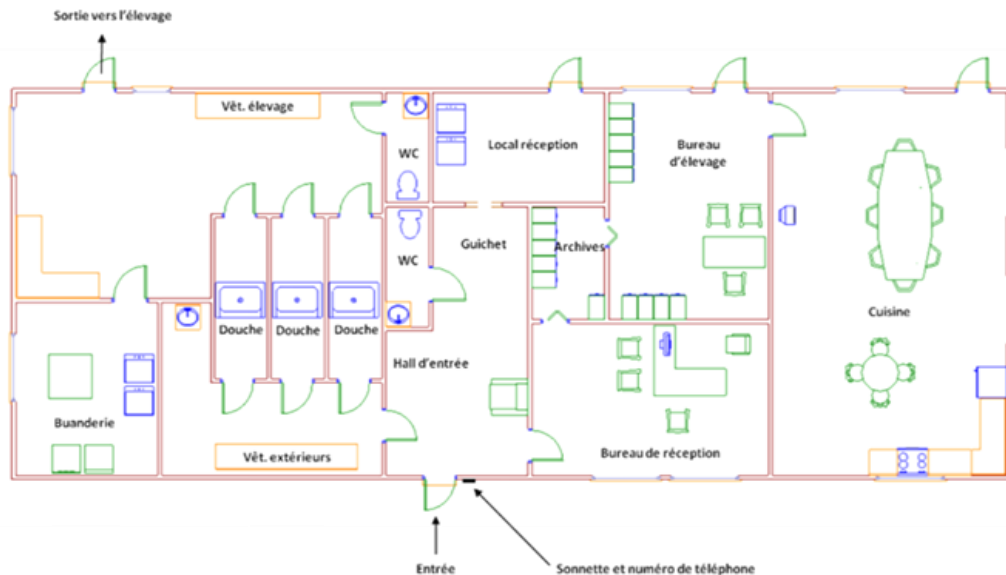 Sortie vers l'élevage
Vêt. élevage
WC
Local réception
Bureau
d'élevage
WC
Guichet
Archives
Douche
Douche
Douche
Cuisine
Hall d'entrée
Buanderie
Vêt. extérieurs
Bureau de réception
Entrée
Sonnette et numéro de téléphone